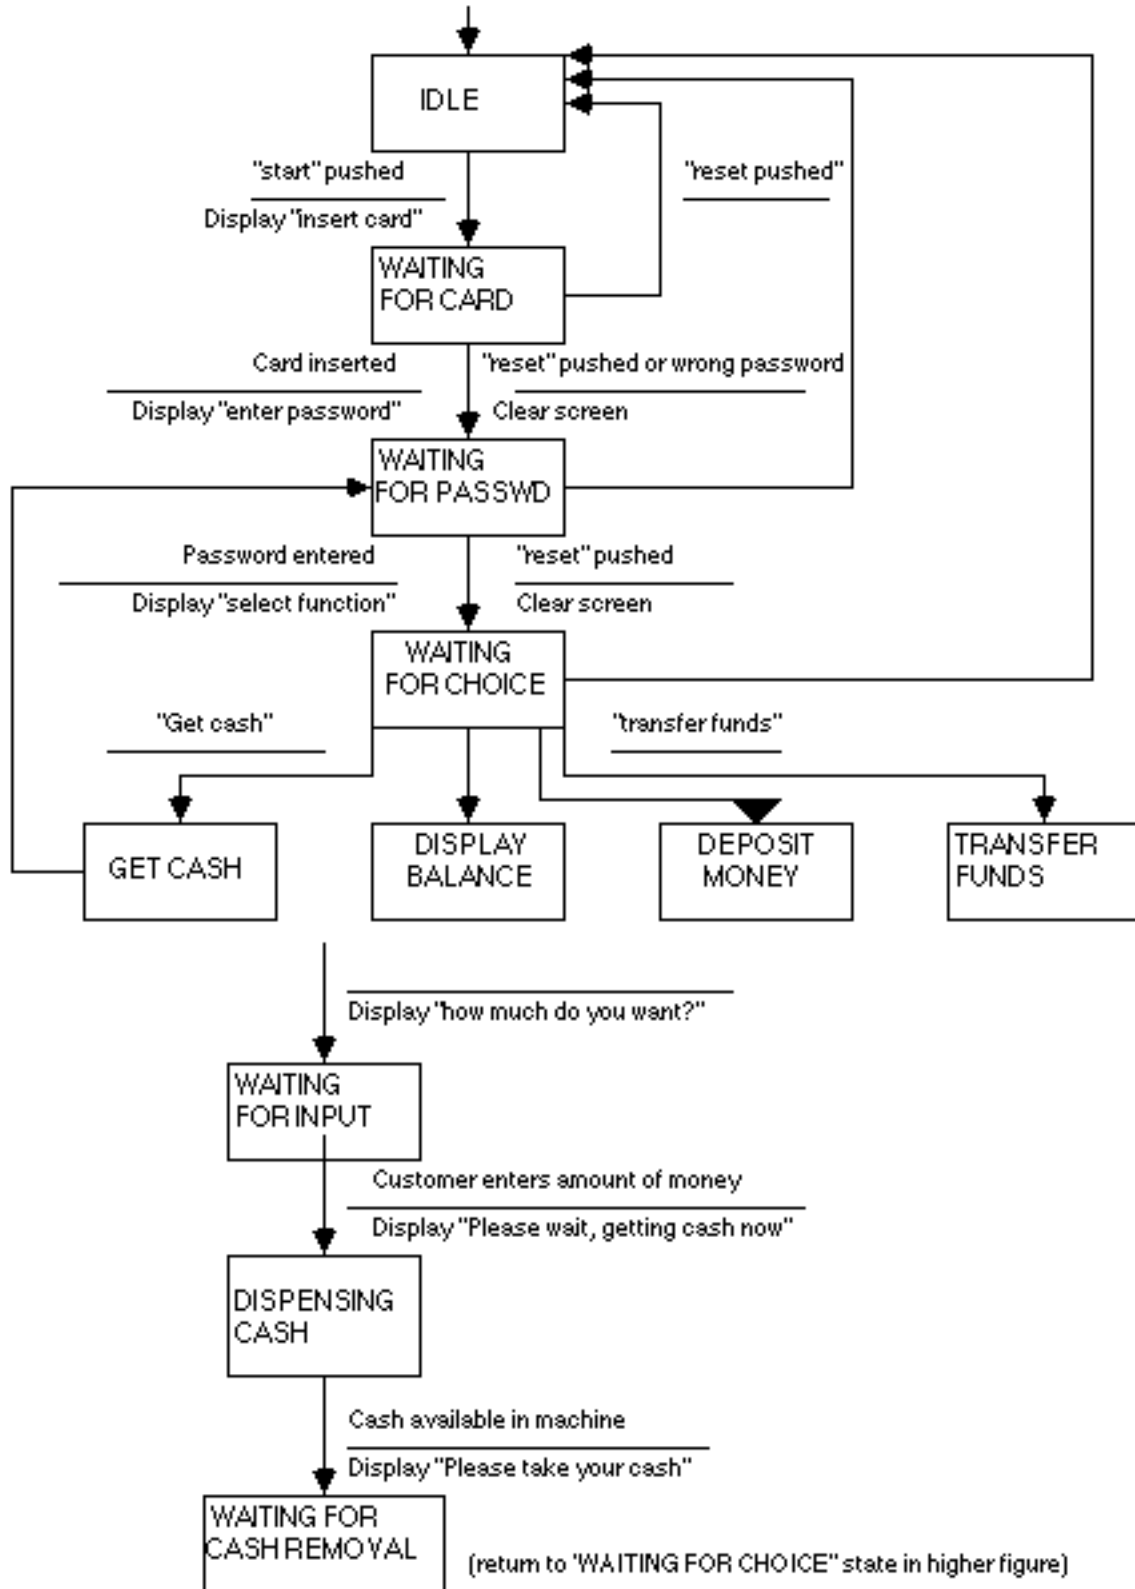 IDLE
"start" pushed
"reset pushed"
Display "insert card"
WAITING
FOR CARD
Card inserted
"reset" pushed or wrong password
Display "enter password"
Clear screen
WAITING
FOR PASSWD
Password entered
"reset" pushed
Display "select function"
Clear screen
WAITING
FOR CHOICE
"Get cash"
"transfer funds"
GET CASH
DISPLAY
BALANCE
DEPOSIT
MONEY
TRANSFER
FUNDS
Display "how much do you want?"
WAITING
FOR INPUT
Customer enters amount of money
Display "Please wait, getting cash now"
DISPENSING
CASH
Cash available in machine
Display "Please take your cash"
WAITING FOR
CASH REMOVAL
(return to 'WAITING FOR CHOICE" state in higher figure)